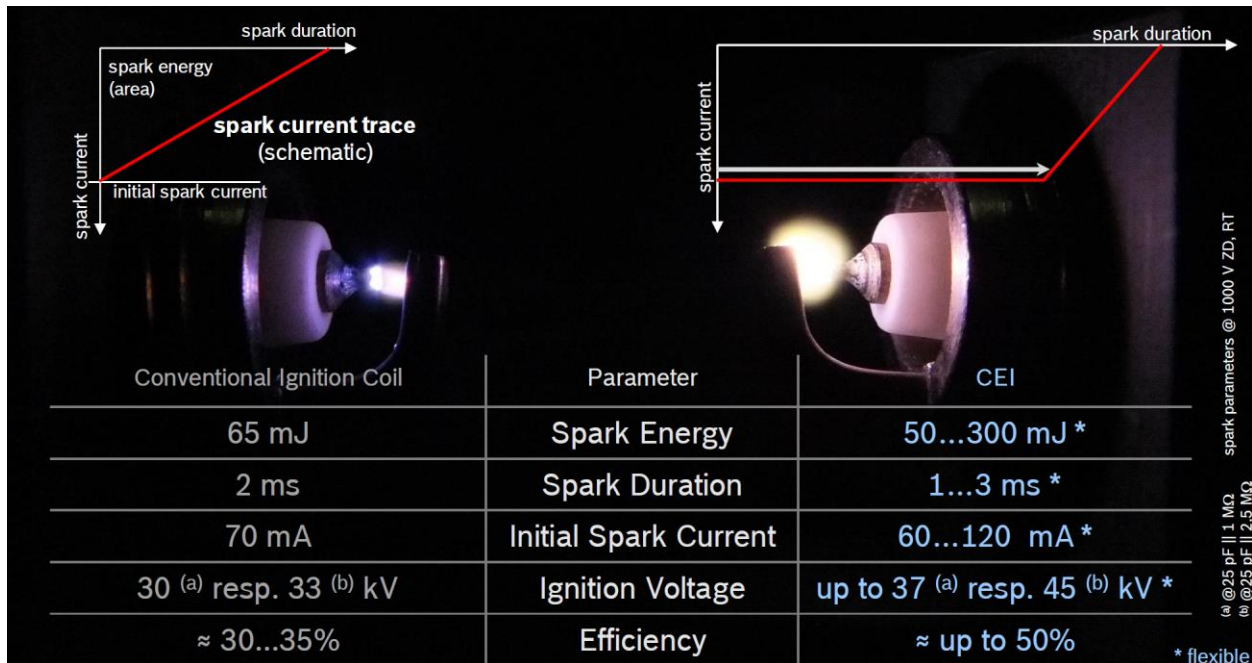 spark duration
spark energy
(area)
spark current trace
(schematic)
initial spark current
spark current
spark duration
spark current
Conventional Ignition Coil Parameter CEI
65 mJ Spark Energy 50...300 mJ *
2 ms Spark Duration 1...3 ms *
70 mA Initial Spark Current 60...120 mA *
30 (a) resp. 33 (b) kV Ignition Voltage up to 37 (a) resp. 45 (b) kV *
≈ 30...35% Efficiency ≈ up to 50%
* flexible
spark parameters @ 1000 V ZD, RT
(a) @25 pF || 1 MΩ
(b) @25 pF || 2.5 MΩ